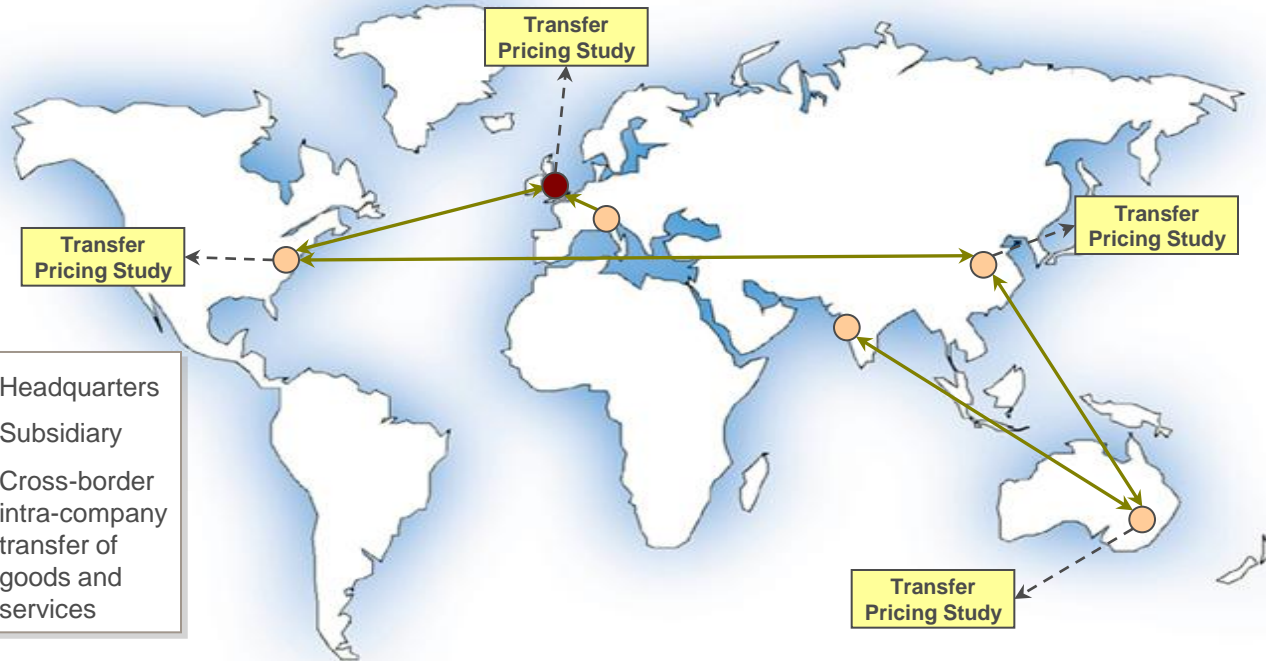 Transfer
Pricing Study
Transfer
Pricing Study
Transfer
Pricing Study
Headquarters
Subsidiary
Cross-border
intra-company
transfer of
goods and
services
Transfer
Pricing Study